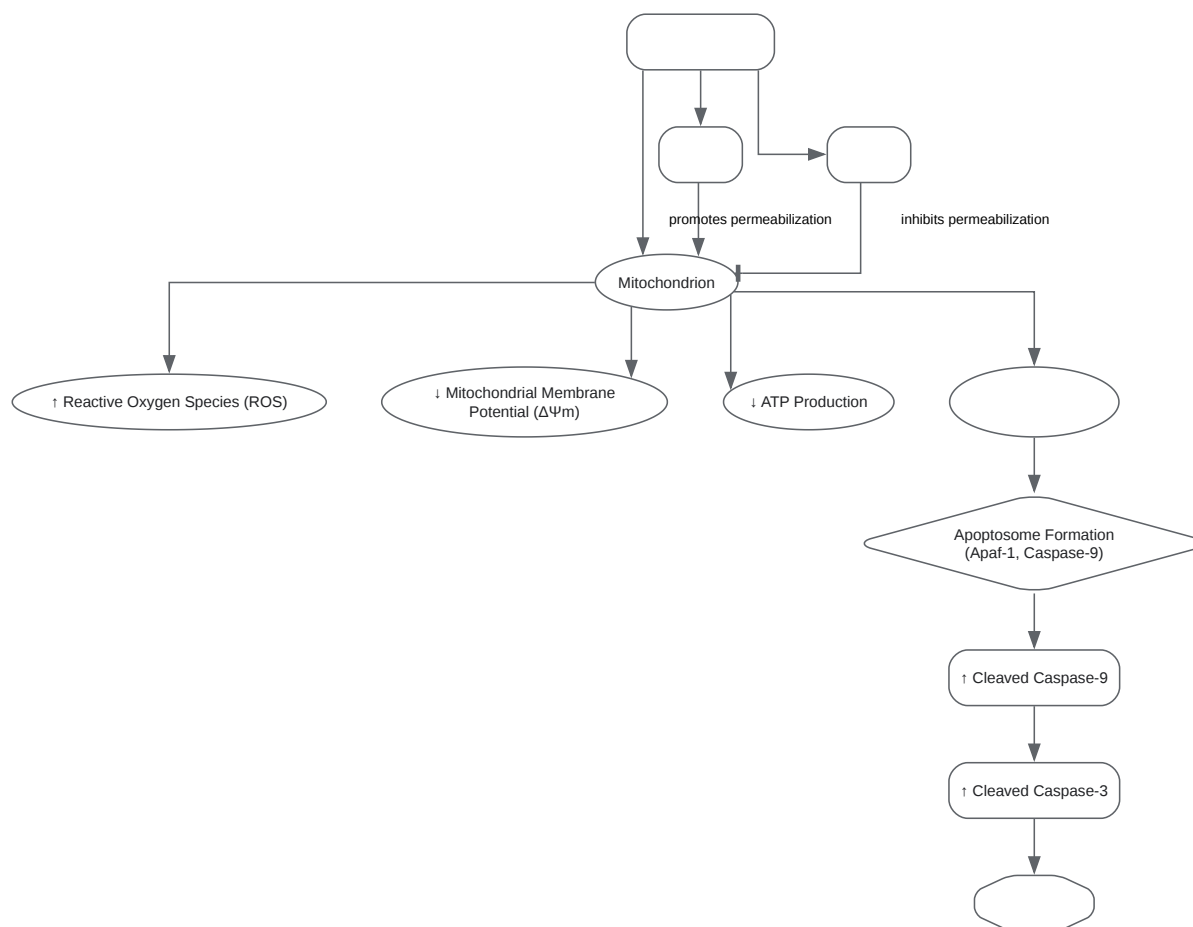 promotes permeabilization
inhibits permeabilization
Mitochondrion
↑ Reactive Oxygen Species (ROS)
↓ Mitochondrial Membrane
Potential (ΔΨm)
↓ ATP Production
Apoptosome Formation
(Apaf-1, Caspase-9)
↑ Cleaved Caspase-9
↑ Cleaved Caspase-3